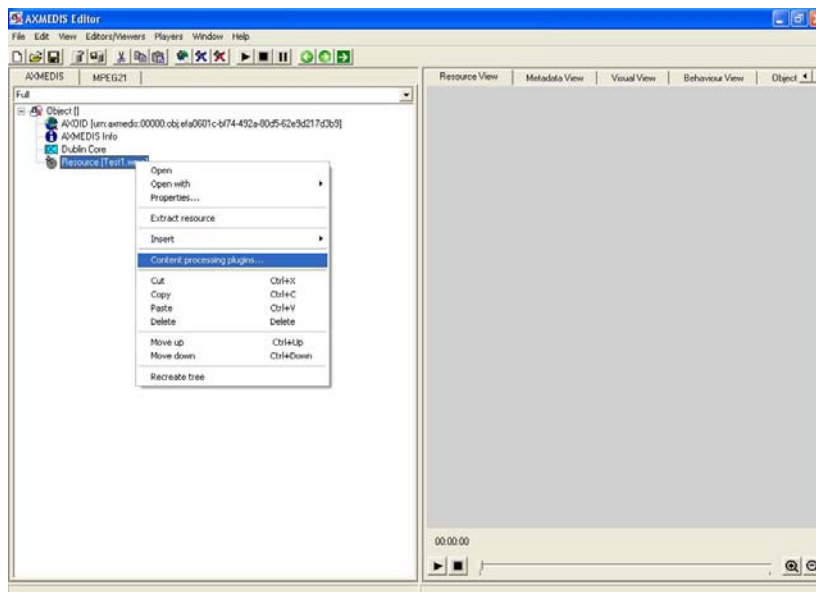 AXMEDIS Editor
File Edit View Editors/Viewers Players Window Help
AXMEDIS MPEG21
Full
Object []
AXOID [urn:axmedis:00000:obj:efa0601c-bf74-492a-80d5-62e9d217d3b9]
AXMEDIS Info
Dublin Core
Resource [Test1.wav]
Open
Open with
Properties...
Extract resource
Insert
Content processing plugins...
Cut Ctrl+X
Copy Ctrl+C
Paste Ctrl+V
Delete Delete
Move up Ctrl+Up
Move down Ctrl+Down
Recreate tree
Resource View Metadata View Visual View Behaviour View Object
00:00:00